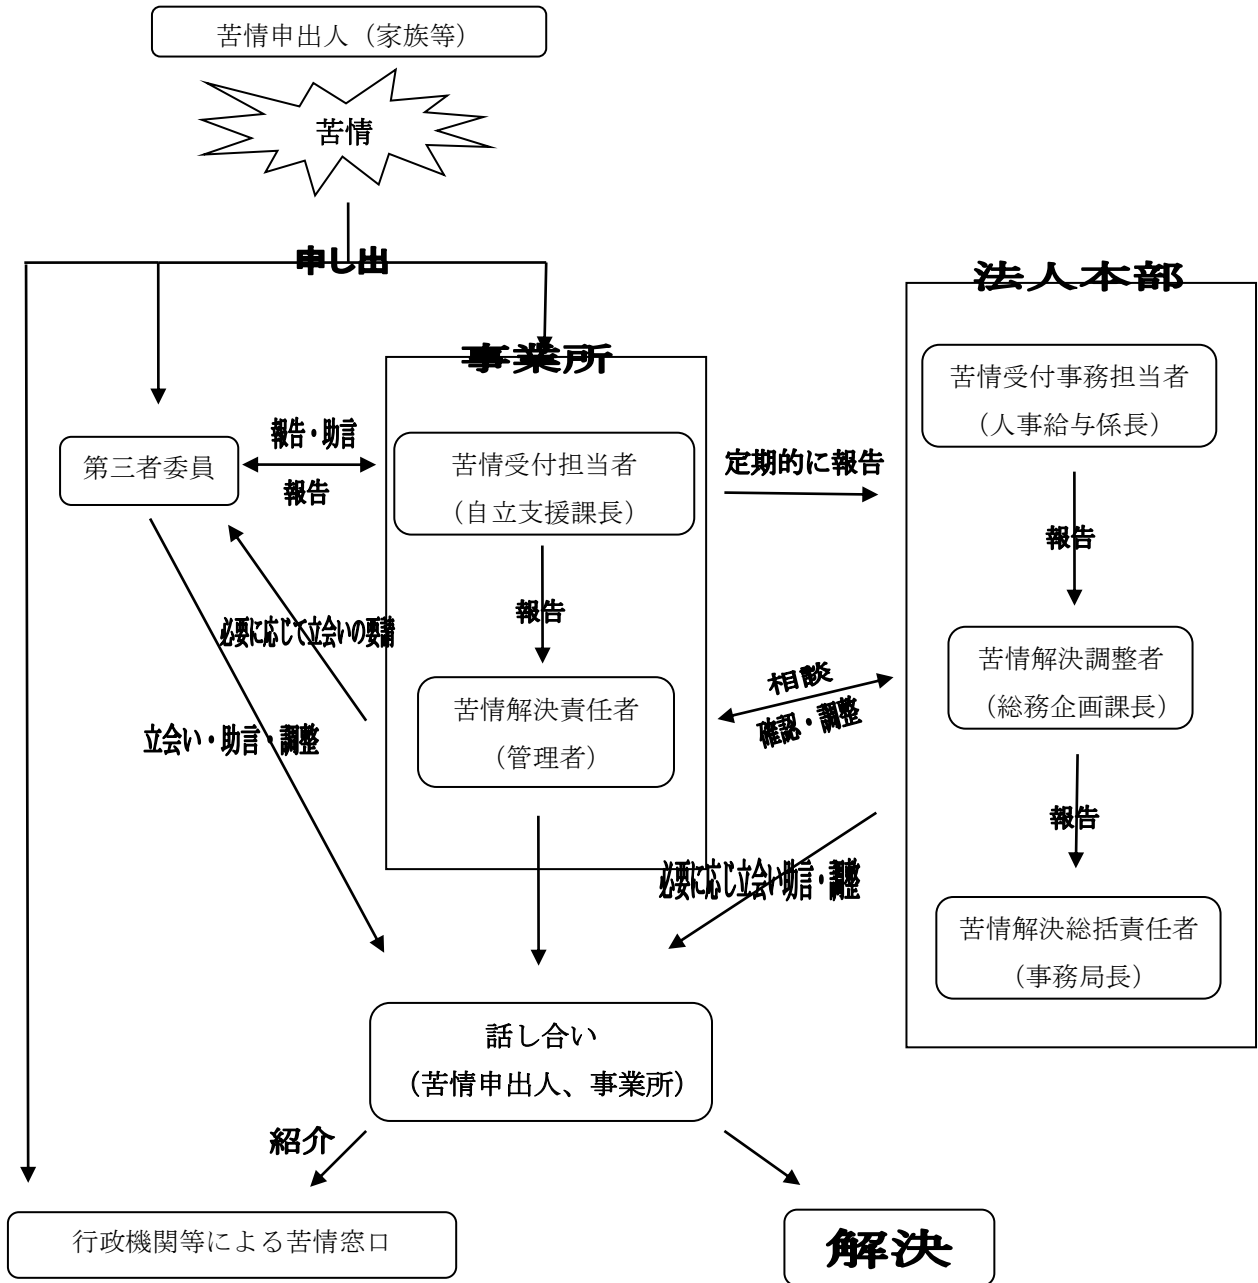 苦情申出人（家族等）
苦情
申し出
法人本部
事業所
苦情受付事務担当者
（人事給与係長）
第三者委員
報告・助言
報告
苦情受付担当者
（自立支援課長）
定期的に報告
報告
報告
必要に応じて立会いの要請
苦情解決調整者
（総務企画課長）
相談
確認・調整
苦情解決責任者
（管理者）
立会い・助言・調整
報告
必要に応じ立会い助言・調整
苦情解決総括責任者
（事務局長）
話し合い
（苦情申出人、事業所）
紹介
行政機関等による苦情窓口
解決